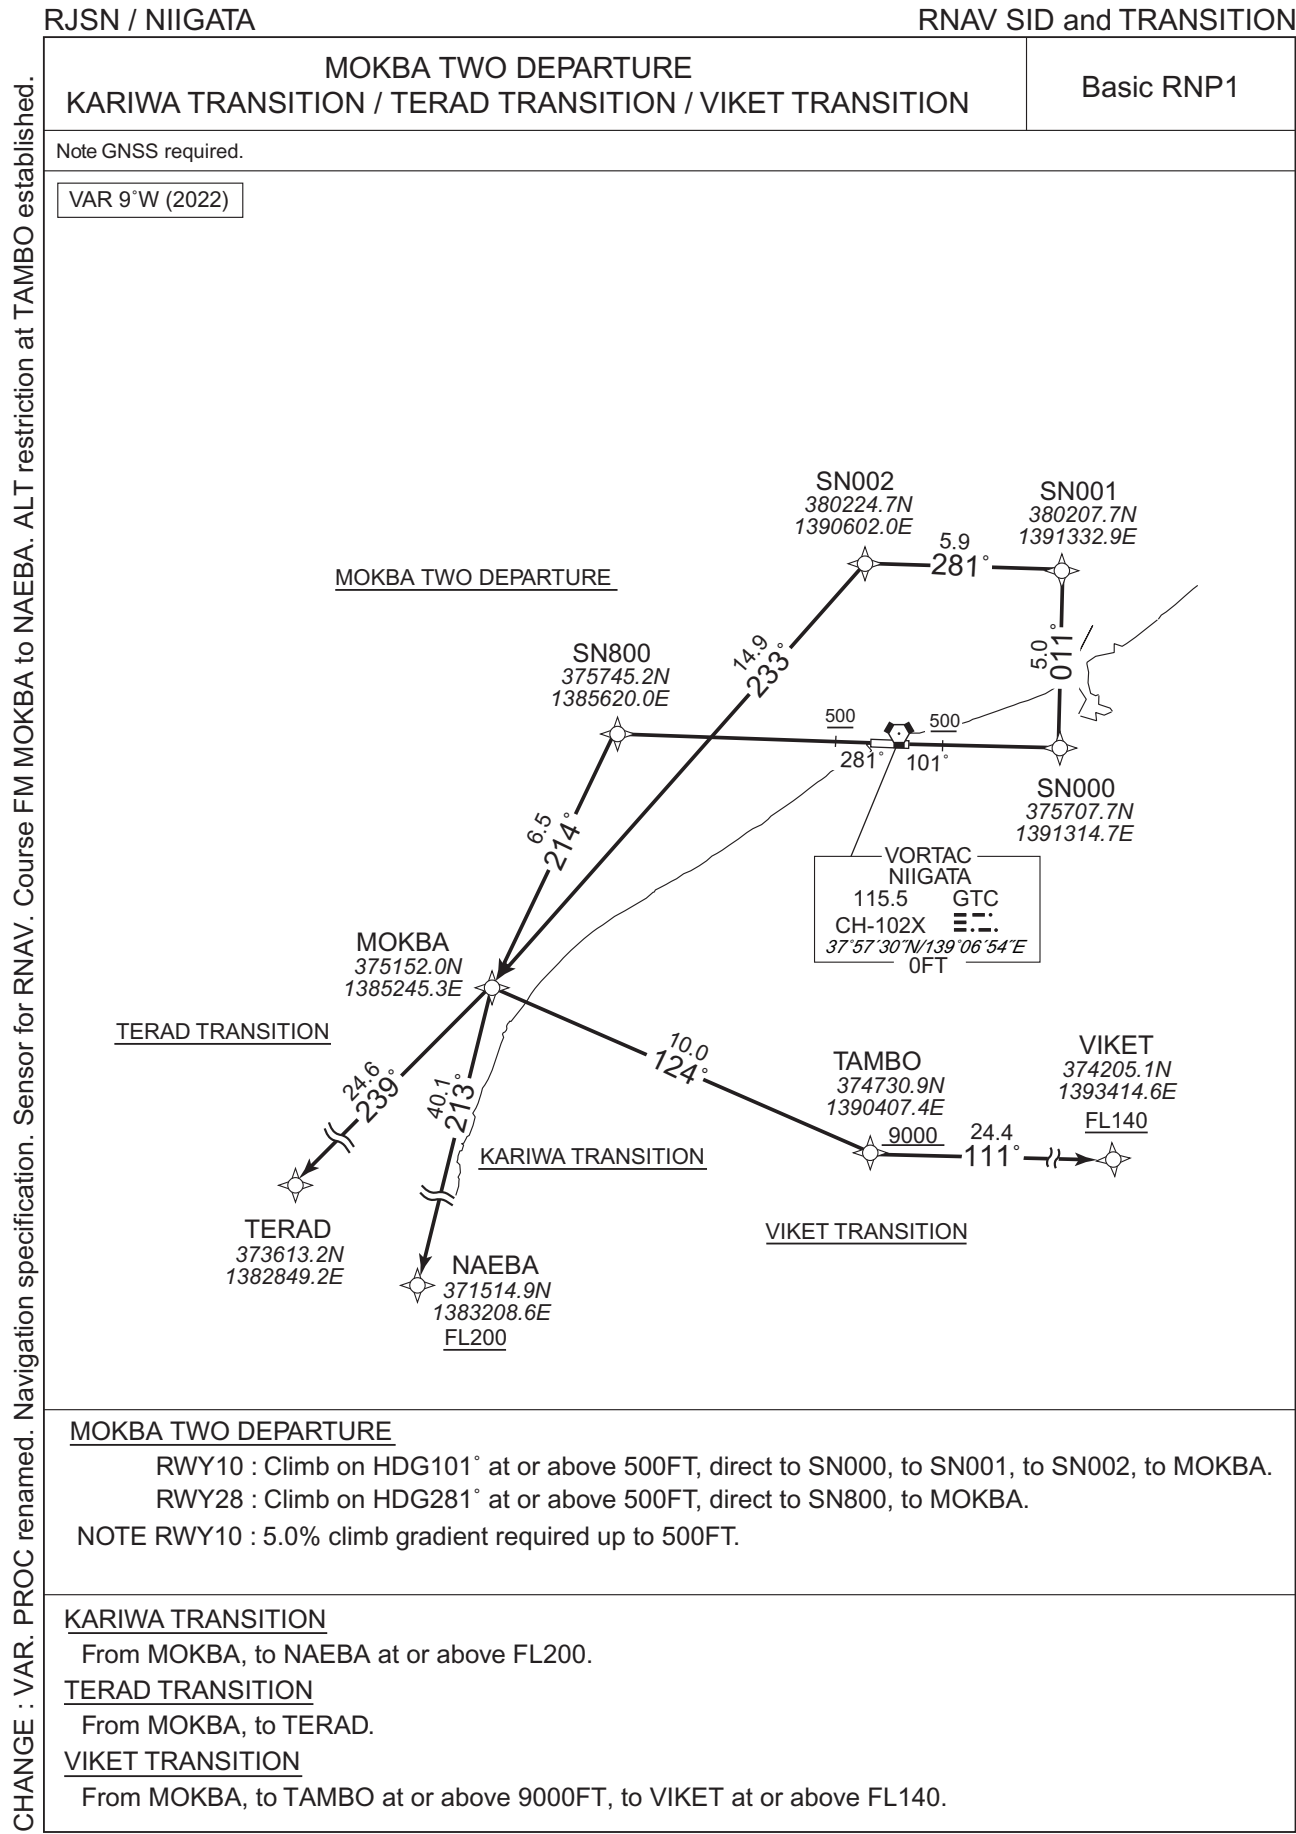 RJSN / NIIGATA
RNAV SID and TRANSITION
MOKBA TWO DEPARTURE
KARIWA TRANSITION / TERAD TRANSITION / VIKET TRANSITION
Basic RNP1
Note GNSS required.
VAR 9˚W (2022)
SN002
380224.7N
1390602.0E
SN001
380207.7N
1391332.9E
5.9
281˚
MOKBA TWO DEPARTURE
14.9
233˚
5.0
011˚
SN800
375745.2N
1385620.0E
500
500
281˚
101˚
SN000
375707.7N
1391314.7E
6.5
214˚
VORTAC
NIIGATA
115.5 GTC
CH-102X
37˚57´30˝N/139˚06´54˝E
0FT
MOKBA
375152.0N
1385245.3E
TERAD TRANSITION
10.0
124˚
TAMBO
374730.9N
1390407.4E
9000
VIKET
374205.1N
1393414.6E
FL140
24.4
111˚
24.6
239˚
40.1
213˚
KARIWA TRANSITION
VIKET TRANSITION
TERAD
373613.2N
1382849.2E
NAEBA
371514.9N
1383208.6E
FL200
MOKBA TWO DEPARTURE
RWY10 : Climb on HDG101˚ at or above 500FT, direct to SN000, to SN001, to SN002, to MOKBA.
RWY28 : Climb on HDG281˚ at or above 500FT, direct to SN800, to MOKBA.
NOTE RWY10 : 5.0% climb gradient required up to 500FT.
KARIWA TRANSITION
From MOKBA, to NAEBA at or above FL200.
TERAD TRANSITION
From MOKBA, to TERAD.
VIKET TRANSITION
From MOKBA, to TAMBO at or above 9000FT, to VIKET at or above FL140.
CHANGE : VAR. PROC renamed. Navigation specification. Sensor for RNAV. Course FM MOKBA to NAEBA. ALT restriction at TAMBO established.